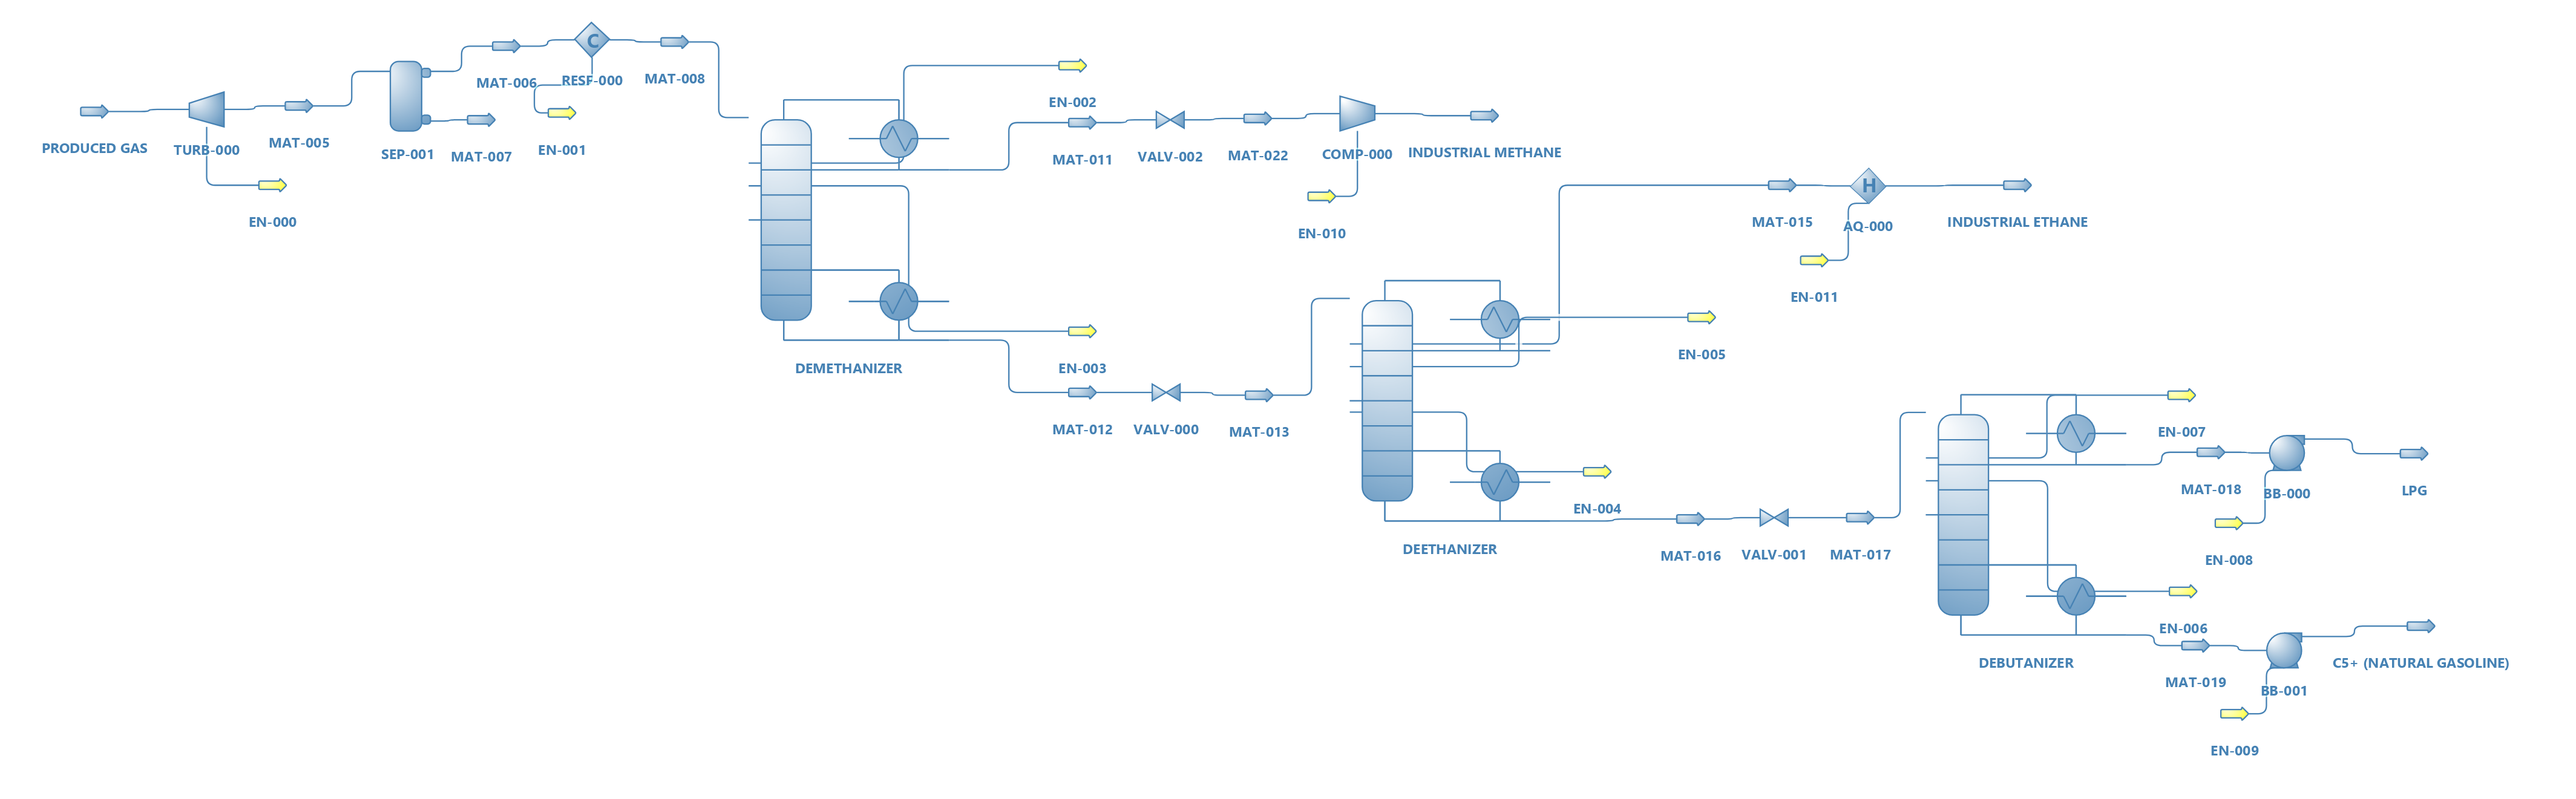 C
MAT-006
RESF-000
MAT-008
EN-002
PRODUCED GAS
TURB-000
MAT-005
SEP-001
MAT-007
EN-001
MAT-011
VALV-002
MAT-022
COMP-000
INDUSTRIAL METHANE
H
EN-000
EN-010
MAT-015
AQ-000
INDUSTRIAL ETHANE
EN-011
DEMETHANIZER
EN-003
EN-005
MAT-012
VALV-000
MAT-013
EN-007
MAT-018
BB-000
LPG
EN-004
DEETHANIZER
MAT-016
VALV-001
MAT-017
EN-008
EN-006
DEBUTANIZER
MAT-019
BB-001
C5+ (NATURAL GASOLINE)
EN-009